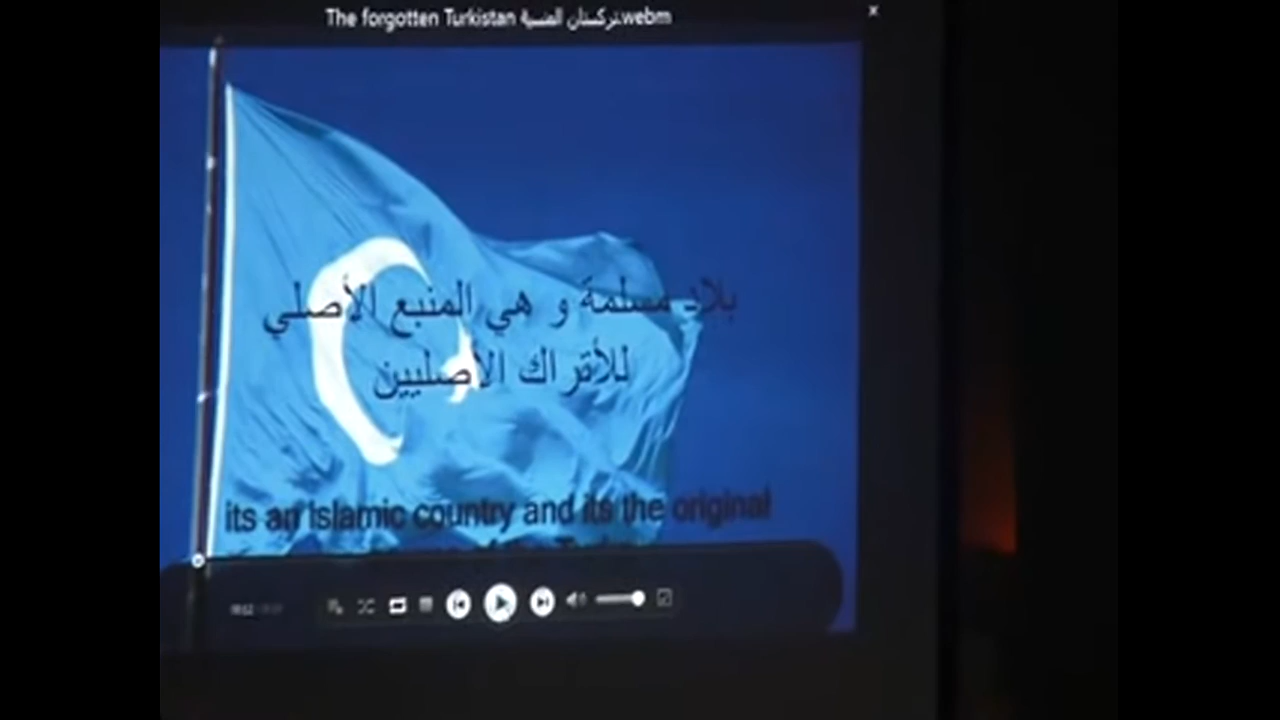 The forgotten Turkistan تركستان المنسية.webm
بلاد مسلمة و هي المنبع الأصلي
للأتراك الأصليين
its an Islamic country and its the original